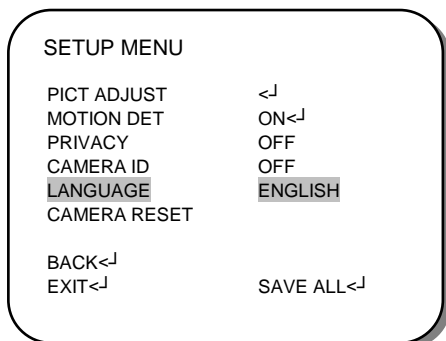 SETUP MENU
PICT ADJUST <┘
MOTION DET ON<┘
PRIVACY OFF
CAMERA ID OFF
LANGUAGE ENGLISH
CAMERA RESET
BACK<┘
EXIT<┘ SAVE ALL<┘